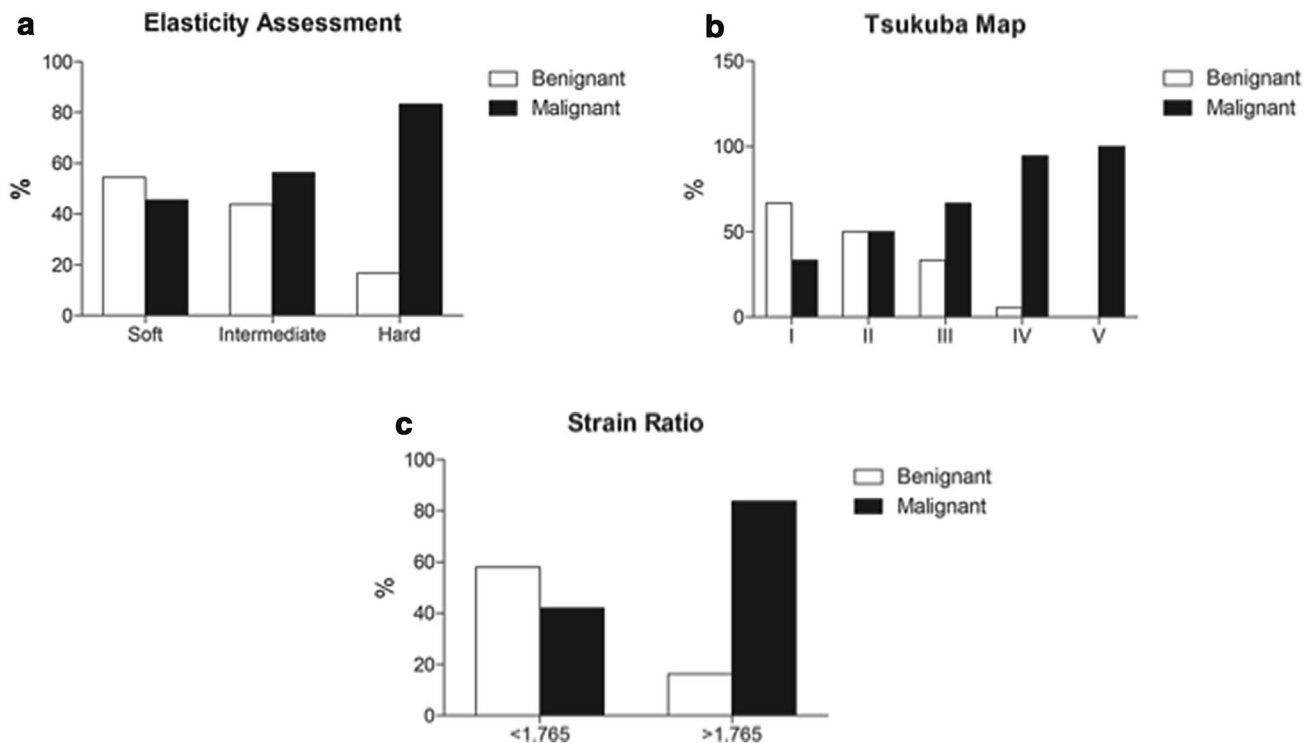 a
Elasticity Assessment
%
100
80
60
40
20
0
Soft
Intermediate
Hard
Benignant
Malignant
b
Tsukuba Map
%
150
100
50
0
I
II
III
IV
V
Benignant
Malignant
c
Strain Ratio
%
100
80
60
40
20
0
<1.765
>1.765
Benignant
Malignant